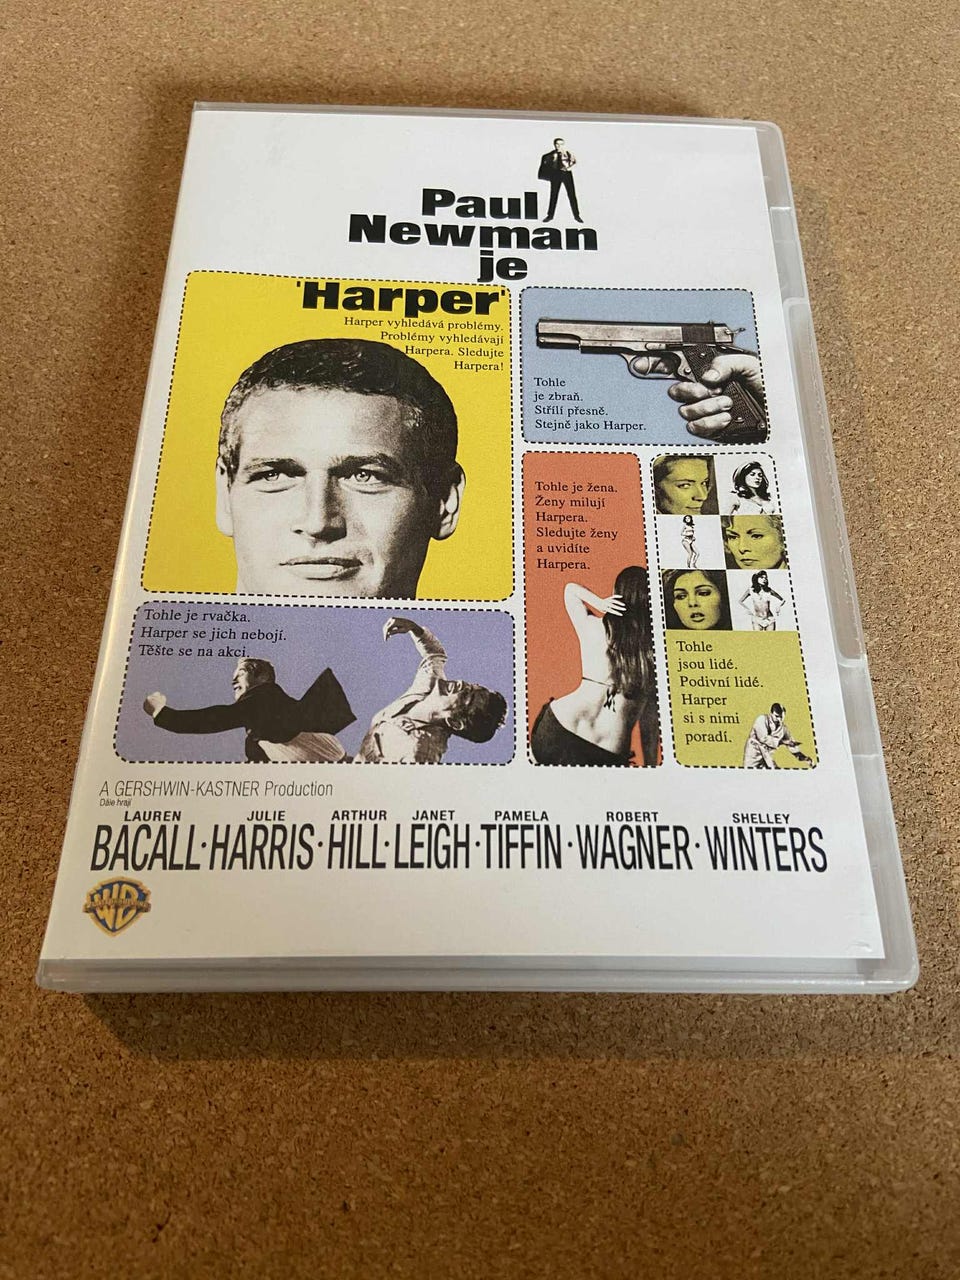 Paul
Newman
je
'Harper'
Harper vyhledává problémy.
Problémy vyhledávají
Harpera. Sledujte
Harpera!
Tohle
je zbraň.
Střílí přesně.
Stejně jako Harper.
Tohle je žena.
Ženy milují
Harpera.
Sledujte ženy
a uvidíte
Harpera.
Tohle
jsou lidé.
Podivní lidé.
Harper
si s nimi
poradí.
Tohle je rvačka.
Harper se jich nebojí.
Těšte se na akci.
A GERSHWIN-KASTNER Production
Dále hrají
LAUREN JULIE ARTHUR JANET PAMELA ROBERT SHELLEY
BACALL·HARRIS·HILL·LEIGH·TIFFIN·WAGNER·WINTERS
WB